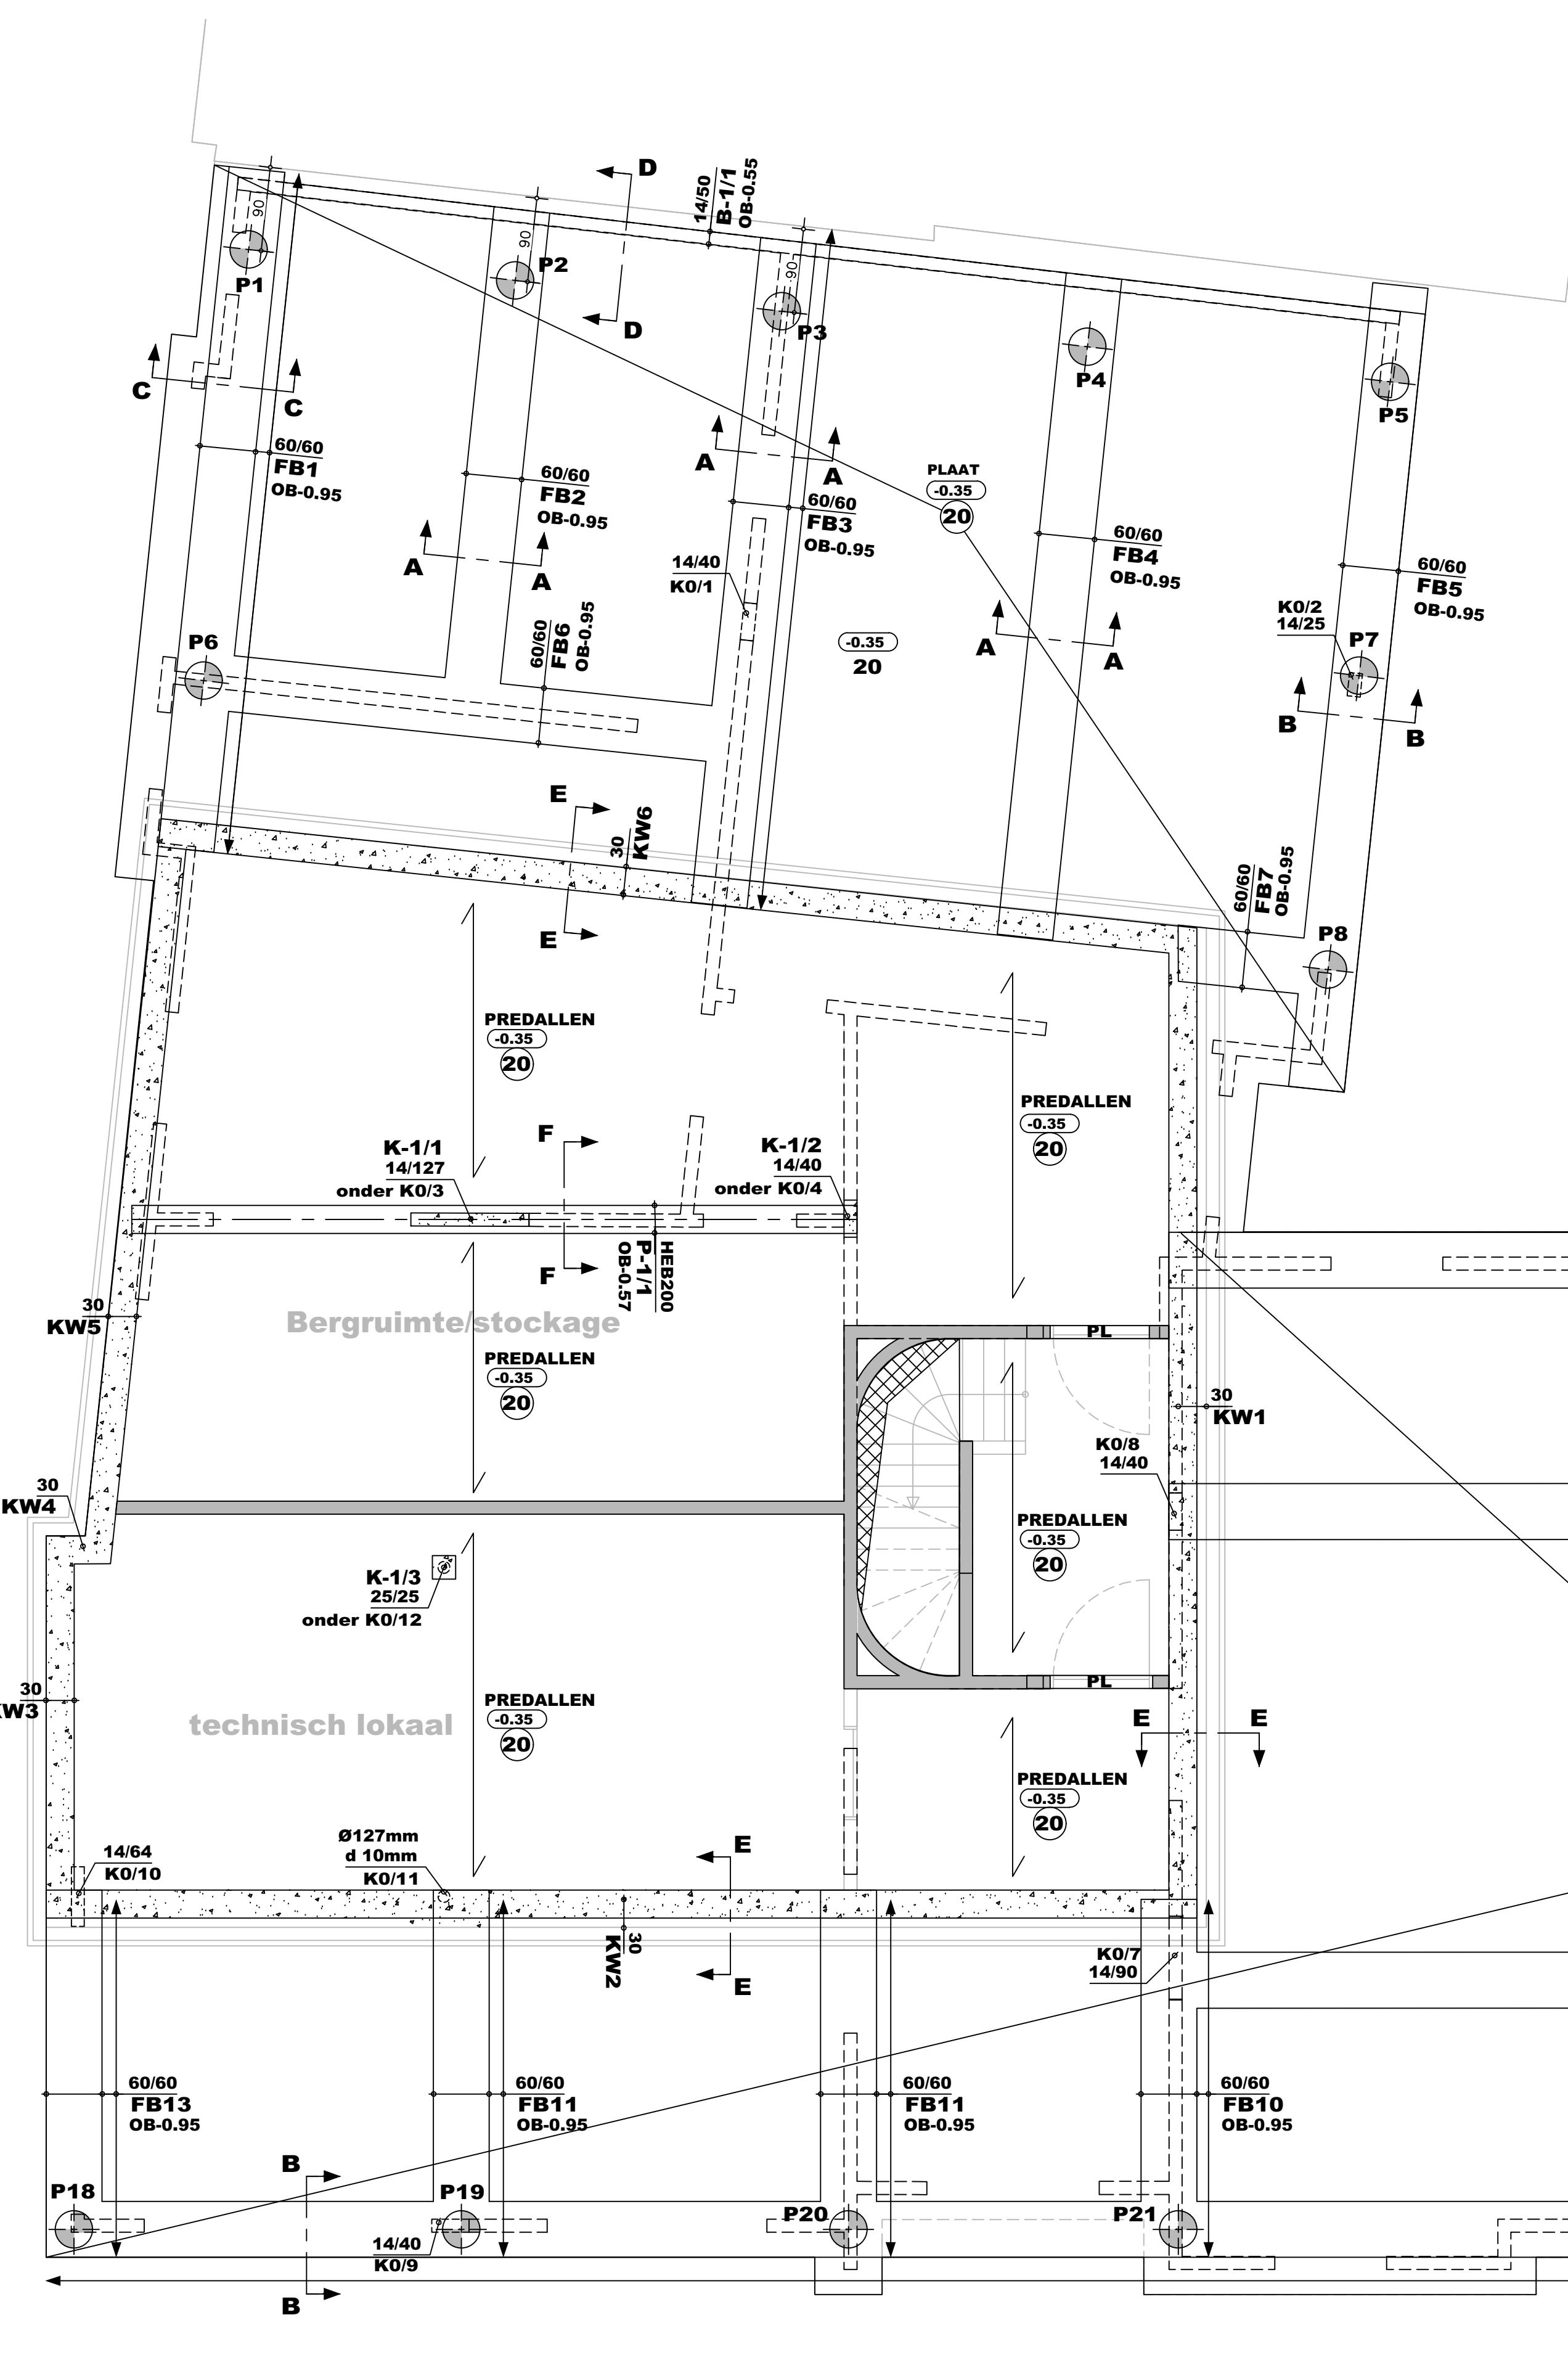 D
14/50
B-1/1
OB-0.55
90
90
90
P1
P2
D
P3
P4
P5
C
C
60/60
FB1
OB-0.95
60/60
FB2
OB-0.95
A
A
60/60
FB3
OB-0.95
PLAAT
-0.35
20
60/60
FB4
OB-0.95
60/60
FB5
OB-0.95
A
A
14/40
K0/1
K0/2
14/25
60/60
FB6
OB-0.95
P6
-0.35
20
A
A
P7
B
B
E
30
KW6
E
60/60
FB7
OB-0.95
P8
PREDALLEN
-0.35
20
PREDALLEN
-0.35
20
F
K-1/1
14/127
onder K0/3
K-1/2
14/40
onder K0/4
F
HEB200
P-1/1
OB-0.57
30
KW5
Bergruimte/stockage
PREDALLEN
-0.35
20
PL
30
KW1
K0/8
14/40
30
KW4
PREDALLEN
-0.35
20
K-1/3
25/25
onder K0/12
30
KW3
technisch lokaal
PREDALLEN
-0.35
20
PL
E
E
PREDALLEN
-0.35
20
14/64
K0/10
Ø127mm
d 10mm
K0/11
E
30
KW2
E
K0/7
14/90
60/60
FB13
OB-0.95
60/60
FB11
OB-0.95
60/60
FB11
OB-0.95
60/60
FB10
OB-0.95
B
P18
P19
P20
P21
14/40
K0/9
B